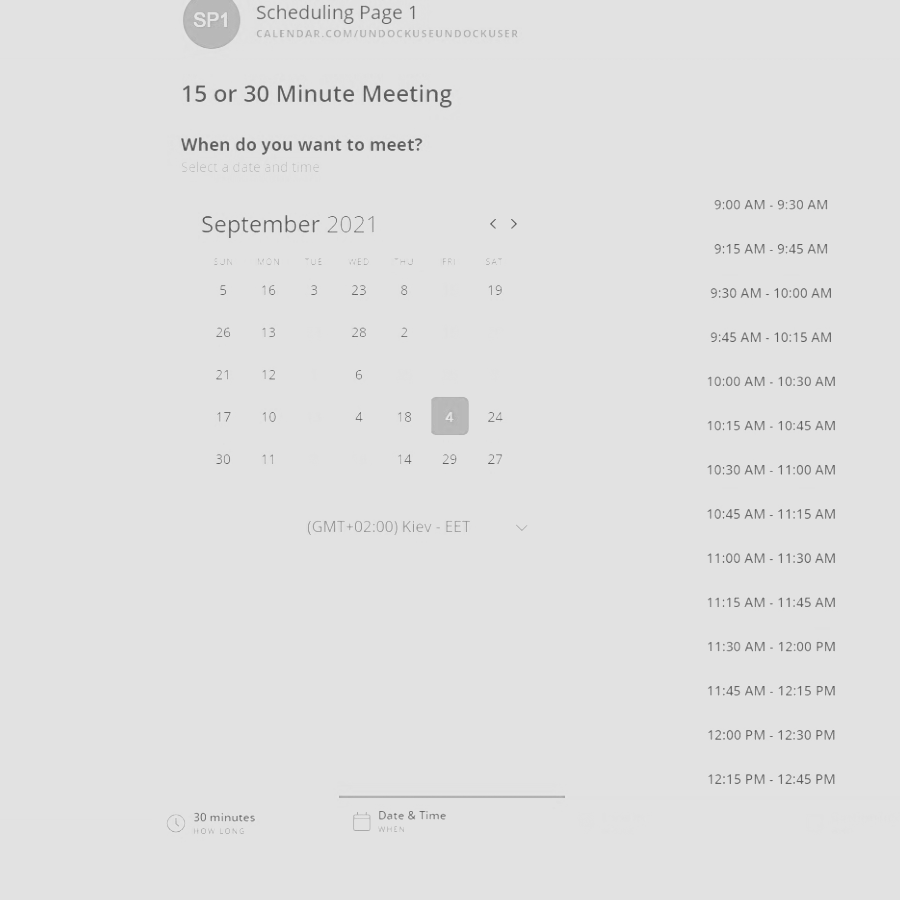 SP1
Scheduling Page 1
CALENDAR.COM/UNDOCKUSEUNDOCKUSER
15 or 30 Minute Meeting
When do you want to meet?
Select a date and time
September 2021
SUN MON TUE WED THU FRI SAT
5 16 3 23 8 19
26 13 28 2
21 12 6
17 10 4 18 4 24
30 11 14 29 27
(GMT+02:00) Kiev - EET
9:00 AM - 9:30 AM
9:15 AM - 9:45 AM
9:30 AM - 10:00 AM
9:45 AM - 10:15 AM
10:00 AM - 10:30 AM
10:15 AM - 10:45 AM
10:30 AM - 11:00 AM
10:45 AM - 11:15 AM
11:00 AM - 11:30 AM
11:15 AM - 11:45 AM
11:30 AM - 12:00 PM
11:45 AM - 12:15 PM
12:00 PM - 12:30 PM
12:15 PM - 12:45 PM
30 minutes
HOW LONG
Date & Time
WHEN